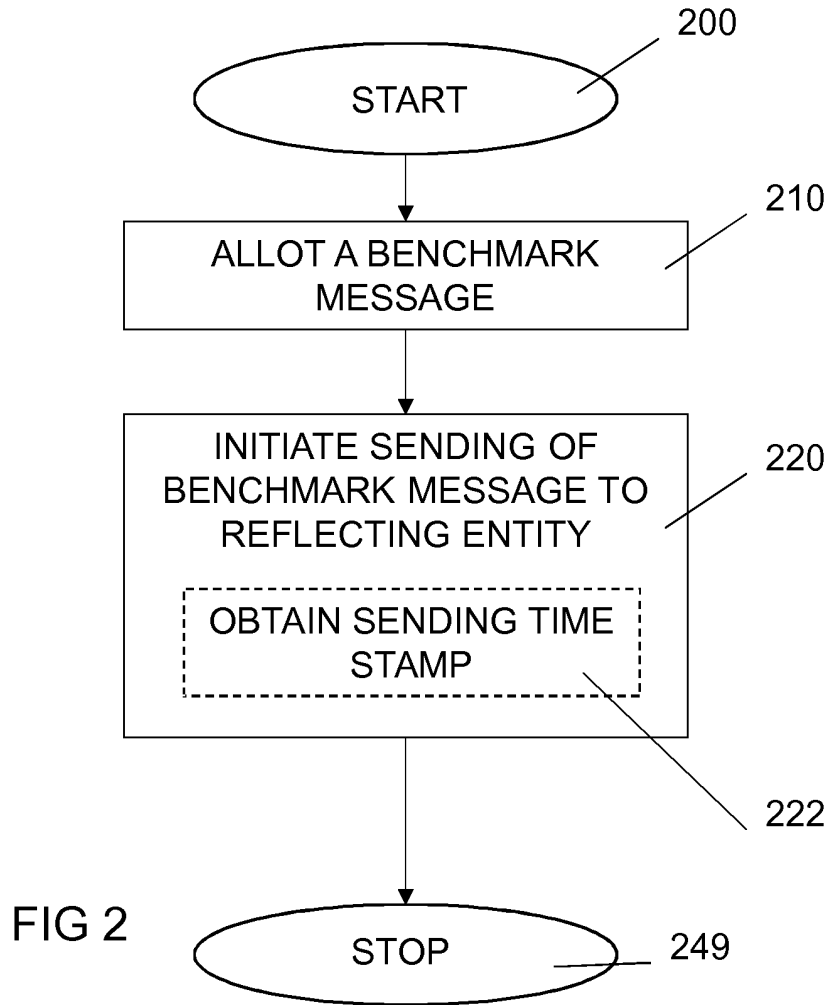 200
START
210
ALLOT A BENCHMARK
MESSAGE
INITIATE SENDING OF
BENCHMARK MESSAGE TO
REFLECTING ENTITY
220
OBTAIN SENDING TIME
STAMP
222
FIG 2
STOP
249